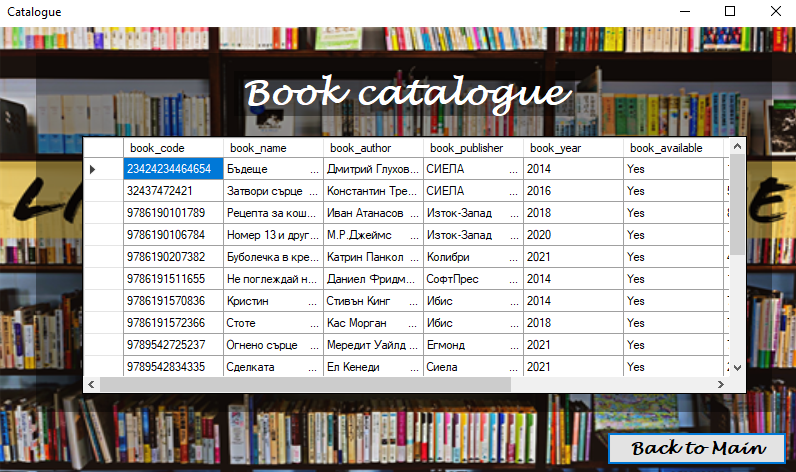 Catalogue
Book catalogue
book_code book_name book_author book_publisher book_year book_available
23424234464654 Бъдеще ... Дмитрий Глухов... СИЕЛА ... 2014 Yes
32437472421 Затвори сърце ... Константин Тре... СИЕЛА ... 2016 Yes
9786190101789 Рецепта за кош... Иван Атанасов ... Изток-Запад ... 2018 Yes
9786190106784 Номер 13 и друг... М.Р.Джеймс ... Изток-Запад ... 2020 Yes
9786190207382 Буболечка в кре... Катрин Панкол ... Колибри ... 2021 Yes
9786191511655 Не поглеждай н... Даниел Фридм... СофтПрес ... 2014 Yes
9786191570836 Кристин ... Стивън Кинг ... Ибис ... 2014 Yes
9786191572366 Стоте ... Кас Морган ... Ибис ... 2018 Yes
9789542725237 Огнено сърце ... Мередит Уайлд ... Егмонд ... 2021 Yes
9789542834335 Сделката ... Ел Кенеди ... Сиела ... 2021 Yes
Back to Main